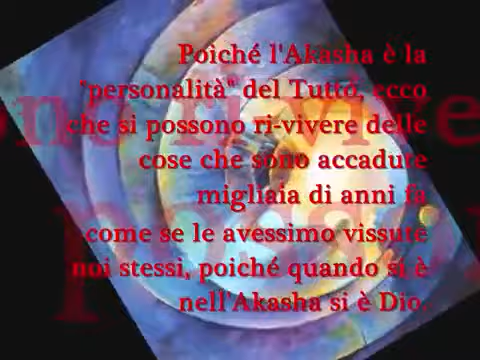 Poiché l'Akasha è la
"personalità" del Tutto, ecco
che si possono ri-vivere delle
cose che sono accadute
migliaia di anni fa
come se le avessimo vissute
noi stessi, poiché quando si è
nell'Akasha si è Dio.